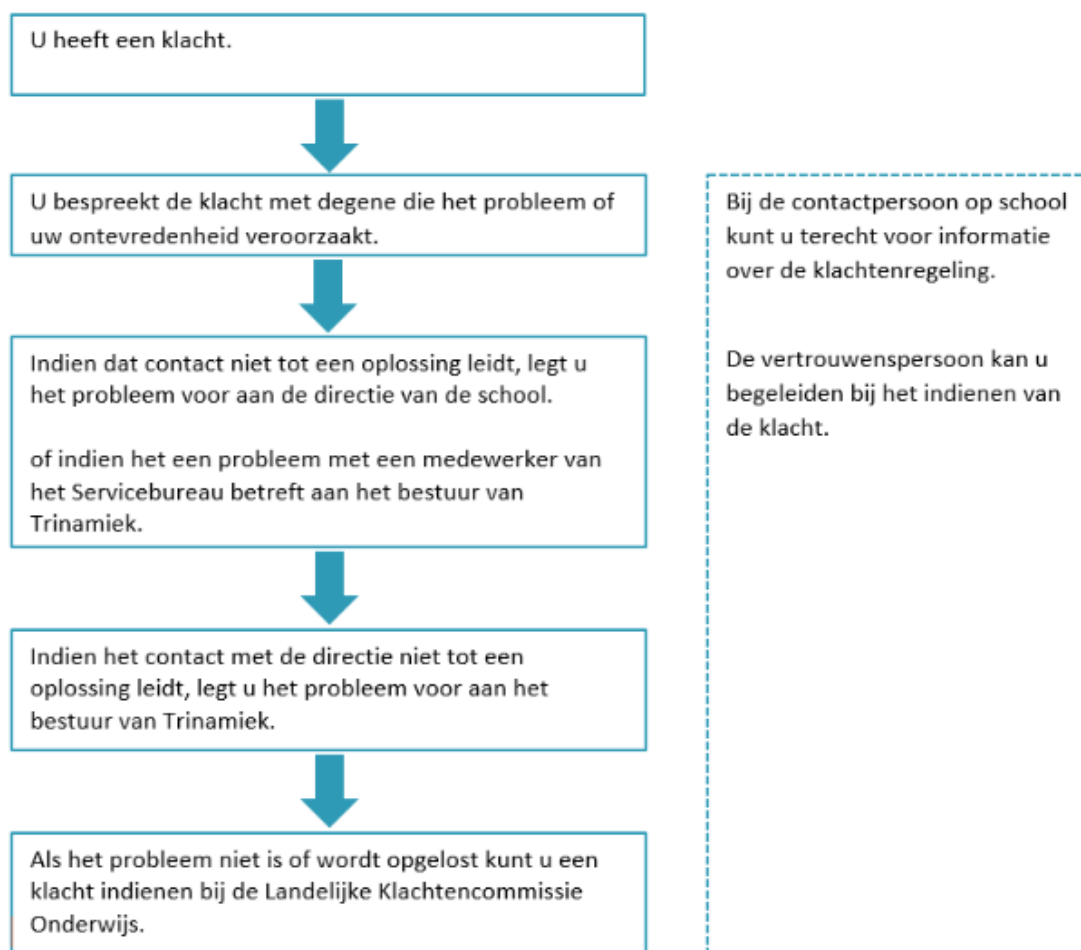 U heeft een klacht.
U bespreekt de klacht met degene die het probleem of
uw ontevredenheid veroorzaakt.
Indien dat contact niet tot een oplossing leidt, legt u
het probleem voor aan de directie van de school.
of indien het een probleem met een medewerker van
het Servicebureau betreft aan het bestuur van
Trinamiek.
Indien het contact met de directie niet tot een
oplossing leidt, legt u het probleem voor aan het
bestuur van Trinamiek.
Als het probleem niet is of wordt opgelost kunt u een
klacht indienen bij de Landelijke Klachtencommissie
Onderwijs.
Bij de contactpersoon op school
kunt u terecht voor informatie
over de klachtenregeling.
De vertrouwenspersoon kan u
begeleiden bij het indienen van
de klacht.